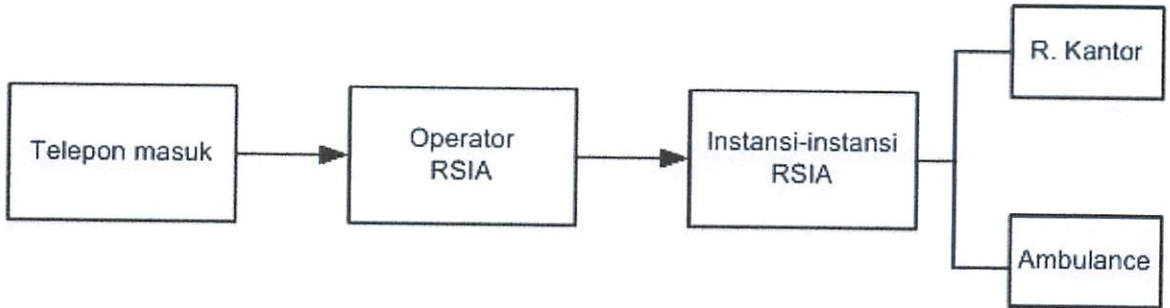 Telepon masuk
Operator
RSIA
Instansi-instansi
RSIA
R. Kantor
Ambulance